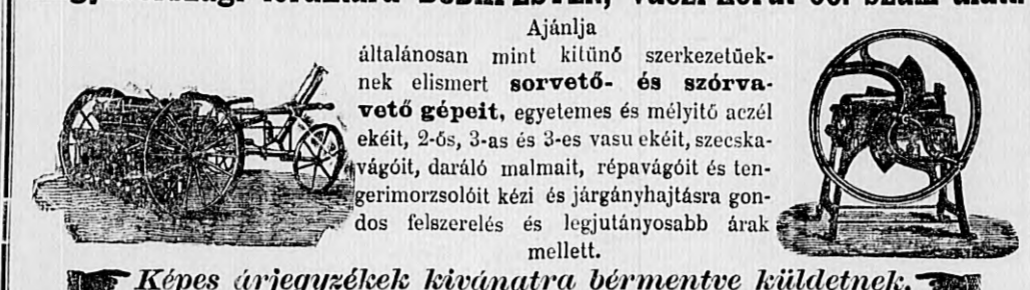 Ajánlja
általánosan mint kitünő szerkezetüek-
nek elismert sorvető- és szórva-
vető gépeit, egyetemes és mélyitő aczél
ekéit, 2-ős, 3-as és 3-es vasu ekéit, szecska-
vágóit, daráló malmait, répavágóit és ten-
gerimorzsolóit kézi és járgányhajtásra gon-
dos felszerelés és legjutányosabb árak
mellett.
Képes árjegyzékek kivánatra bérmentve küldetnek.